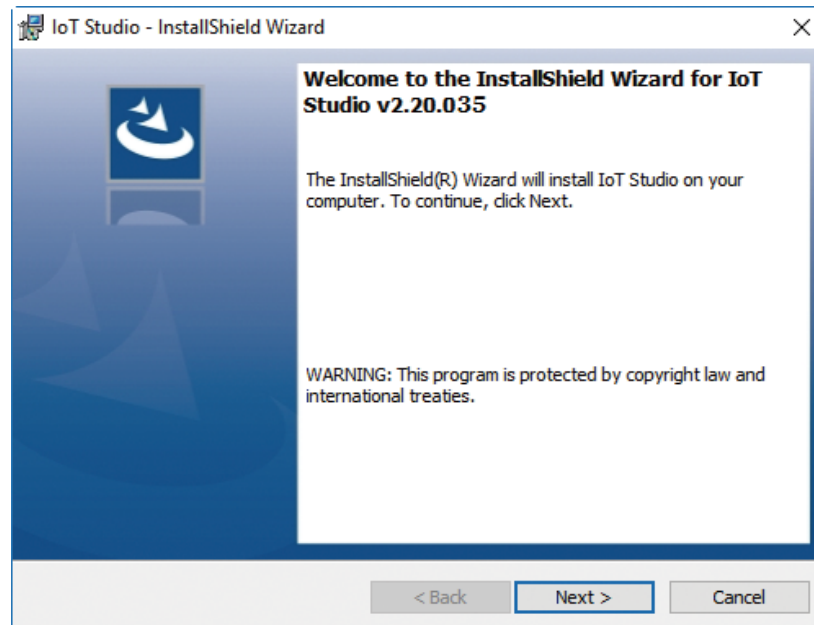 IoT Studio - InstallShield Wizard
Welcome to the InstallShield Wizard for IoT
Studio v2.20.035
The InstallShield(R) Wizard will install IoT Studio on your
computer. To continue, click Next.
WARNING: This program is protected by copyright law and
international treaties.
< Back Next > Cancel